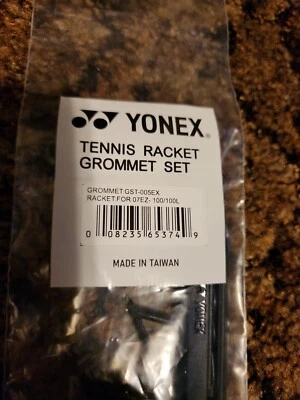 YONEX®
TENNIS RACKET
GROMMET SET
GROMMET:GST-005EX
RACKET:FOR 07EZ- 100/100L
0 08235 65374 9
MADE IN TAIWAN
YONEX